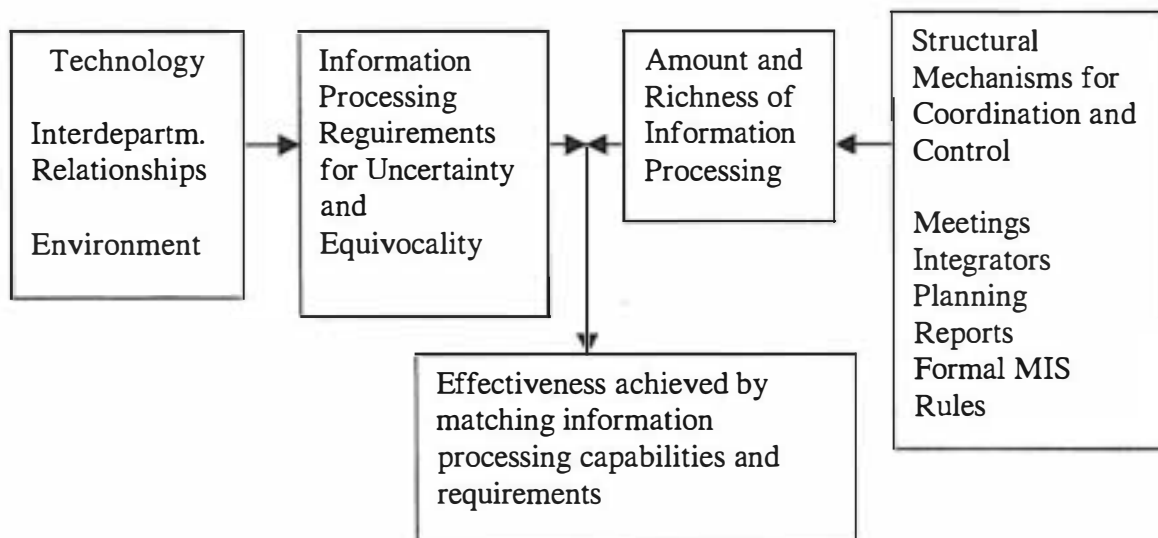 Technology
Interdepartm.
Relationships
Environment
Information
Processing
Reguirements
for Uncertainty
and
Equivocality
Amount and
Richness of
Information
Processing
Structural
Mechanisms for
Coordination and
Control
Meetings
Integrators
Planning
Reports
Formal MIS
Rules
Effectiveness achieved by
matching information
processing capabilities and
requirements